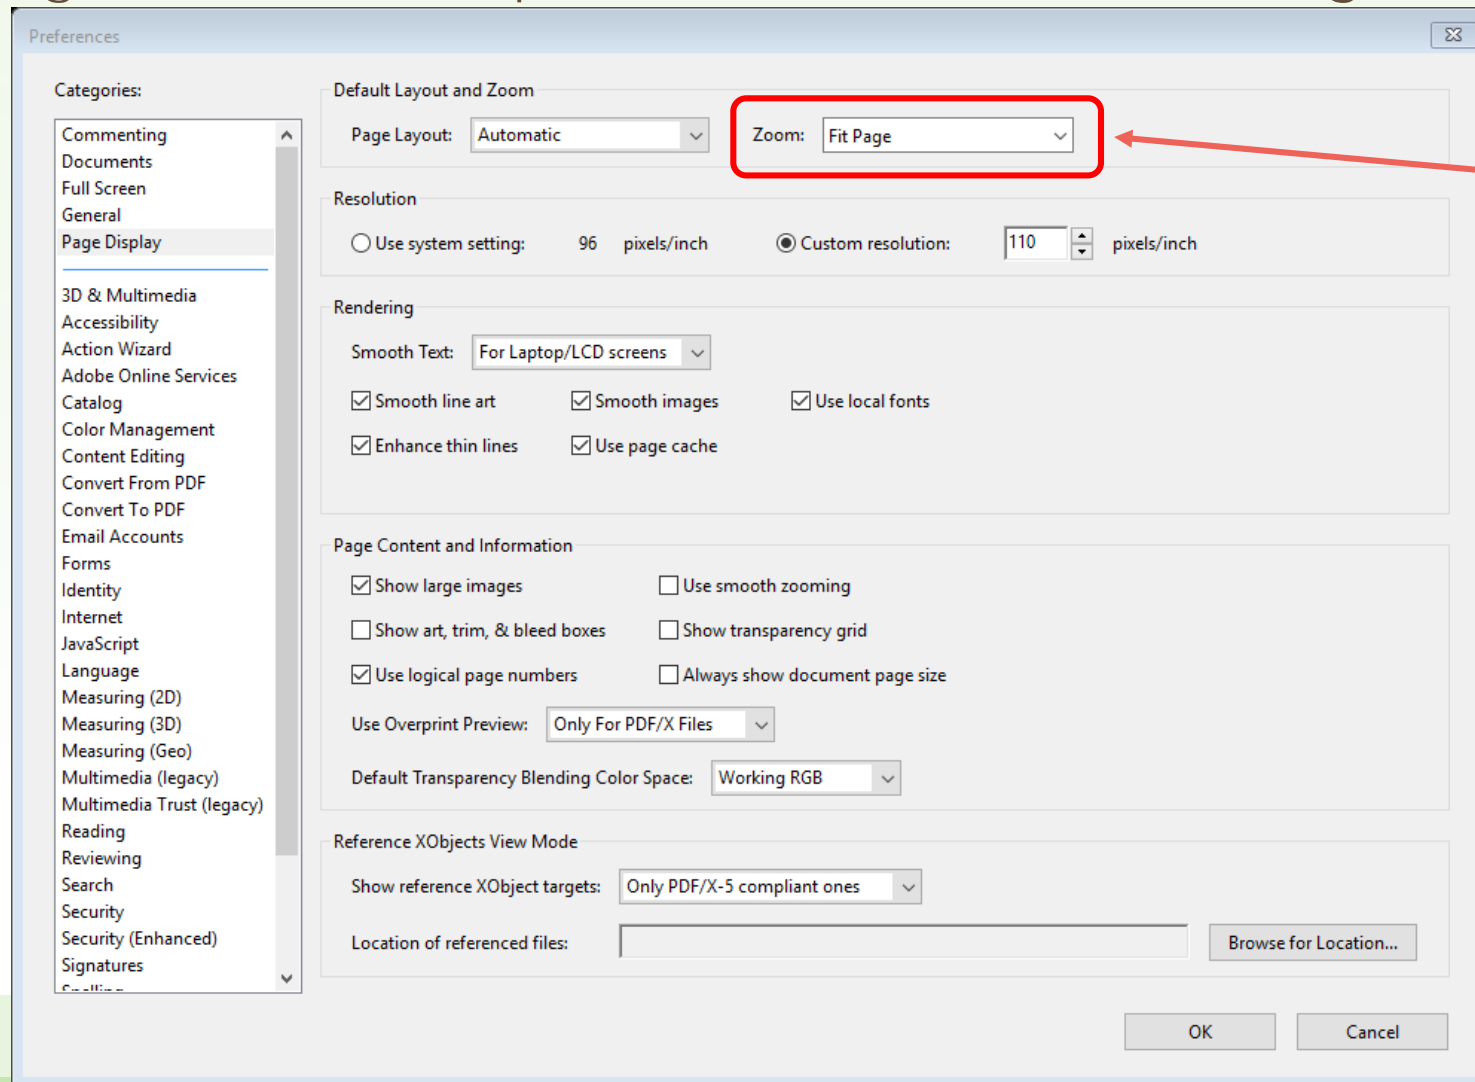 Preferences
Categories:
Commenting
Documents
Full Screen
General
Page Display
3D & Multimedia
Accessibility
Action Wizard
Adobe Online Services
Catalog
Color Management
Content Editing
Convert From PDF
Convert To PDF
Email Accounts
Forms
Identity
Internet
JavaScript
Language
Measuring (2D)
Measuring (3D)
Measuring (Geo)
Multimedia (legacy)
Multimedia Trust (legacy)
Reading
Reviewing
Search
Security
Security (Enhanced)
Signatures
Default Layout and Zoom
Page Layout: Automatic Zoom: Fit Page
Resolution
Use system setting: 96 pixels/inch Custom resolution: 110 pixels/inch
Rendering
Smooth Text: For Laptop/LCD screens
Smooth line art Smooth images Use local fonts
Enhance thin lines Use page cache
Page Content and Information
Show large images Use smooth zooming
Show art, trim, & bleed boxes Show transparency grid
Use logical page numbers Always show document page size
Use Overprint Preview: Only For PDF/X Files
Default Transparency Blending Color Space: Working RGB
Reference XObjects View Mode
Show reference XObject targets: Only PDF/X-5 compliant ones
Location of referenced files: Browse for Location...
OK Cancel